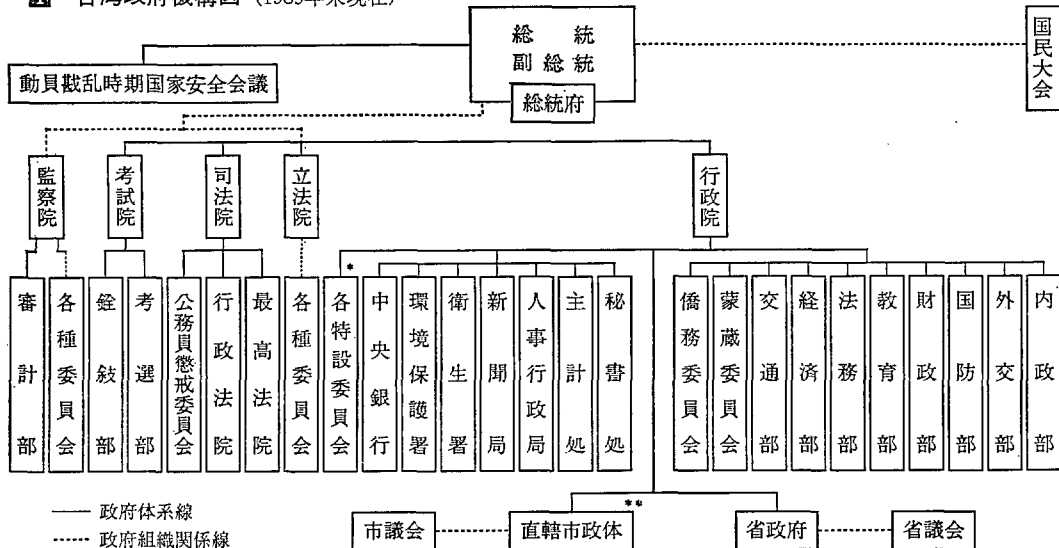 台湾政府機構図 (1989年末現在)
総統
副総統
総統府
国民大会
動員戡乱時期国家安全会議
監察院
考試院
司法院
立法院
行政院
審計部
各種委員会
銓敍部
考選部
公務員懲戒委員会
行政法院
最高法院
各種委員会
*
各特設委員会
中央銀行
環境保護署
衛生署
新聞局
人事行政局
主計処
秘書処
僑務委員会
蒙蔵委員会
交通部
経済部
法務部
教育部
財政部
国防部
外交部
内政部
**
政府体系線
政府組織関係線
市議会
直轄市政体
省政府
省議会